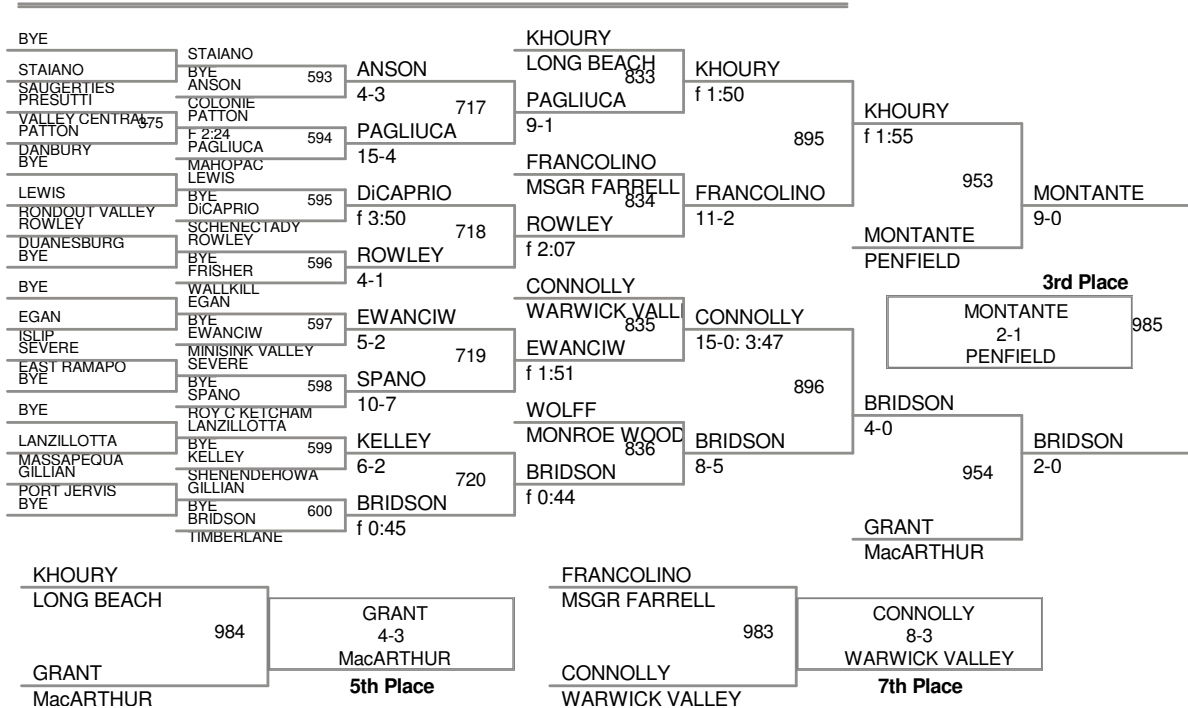 BYE
STAIANO
SAUGERTIES
PRESUTTI
VALLEY CENTRAL
375
PATTON
DANBURY
BYE
LEWIS
RONDOUT VALLEY
ROWLEY
DUANESBURG
BYE
BYE
EGAN
ISLIP
SEVERE
EAST RAMAPO
BYE
BYE
LANZILLOTTA
MASSAPEQUA
GILLIAN
PORT JERVIS
BYE
STAIANO
BYE
593
ANSON
COLONIE
PATTON
F 2:24
594
PAGLIUCA
MAHOPAC
LEWIS
BYE
595
DiCAPRIO
SCHENECTADY
ROWLEY
BYE
596
FRISHER
WALLKILL
EGAN
BYE
597
EWANCIW
MINISINK VALLEY
SEVERE
BYE
598
SPANO
ROY C KETCHAM
LANZILLOTTA
BYE
599
KELLEY
SHENENDEHOWA
GILLIAN
BYE
600
BRIDSON
TIMBERLANE
ANSON
4-3
717
PAGLIUCA
15-4
DiCAPRIO
f 3:50
718
ROWLEY
4-1
EWANCIW
5-2
719
SPANO
10-7
KELLEY
6-2
720
BRIDSON
f 0:45
KHOURY
LONG BEACH
833
PAGLIUCA
9-1
FRANCOLINO
MSGR FARRELL
834
ROWLEY
f 2:07
CONNOLLY
WARWICK VALLI
835
EWANCIW
f 1:51
WOLFF
MONROE WOOD
836
BRIDSON
f 0:44
KHOURY
f 1:50
895
FRANCOLINO
11-2
CONNOLLY
15-0: 3:47
896
BRIDSON
8-5
KHOURY
f 1:55
953
MONTANTE
PENFIELD
BRIDSON
4-0
954
GRANT
MacARTHUR
MONTANTE
9-0
3rd Place
MONTANTE
2-1
PENFIELD
985
BRIDSON
2-0
KHOURY
LONG BEACH
984
GRANT
MacARTHUR
GRANT
4-3
MacARTHUR
5th Place
FRANCOLINO
MSGR FARRELL
983
CONNOLLY
WARWICK VALLEY
CONNOLLY
8-3
WARWICK VALLEY
7th Place